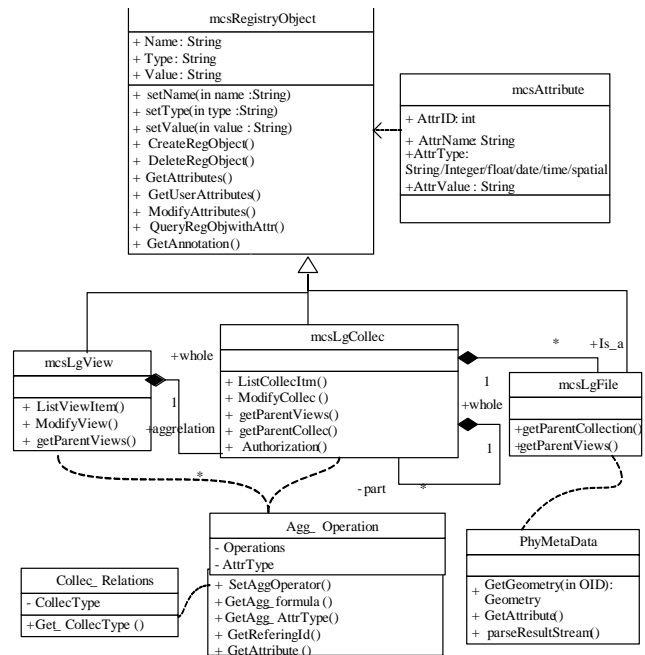 mcsRegistryObject
+ Name : String
+ Type : String
+ Value : String
+ setName(in name :String)
+ setType(in type :String)
+ setValue(in value : String)
+ CreateRegObject()
+ DeleteRegObject()
+ GetAttributes()
+ GetUserAttributes()
+ ModifyAttributes()
+ QueryRegObjwithAttr()
+ GetAnnotation()
mcsAttribute
+ AttrID: int
+ AttrName: String
+AttrType:
String/Integer/float/date/time/spatial
+AttrValue : String
mcsLgView
+ ListViewItem()
+ ModifyView()
+ getParentViews()
+whole
1
+aggrelation
*
mcsLgCollec
+ ListCollecItm()
+ ModifyCollec ()
+ getParentViews()
+ getParentCollec()
+ Authorization()
*
+Is_a
1
+whole
1
-part
*
mcsLgFile
+getParentCollection()
+getParentViews()
Agg_ Operation
- Operations
- AttrType
+ SetAggOperator()
+GetAgg_formula ()
+GetAgg_ AttrType()
+ GetReferingId()
+ GetAttribute ()
Collec_ Relations
- CollecType
+Get_ CollecType ()
PhyMetaData
+ GetGeometry(in OID):
Geometry
+ GetAttribute()
+ parseResultStream()